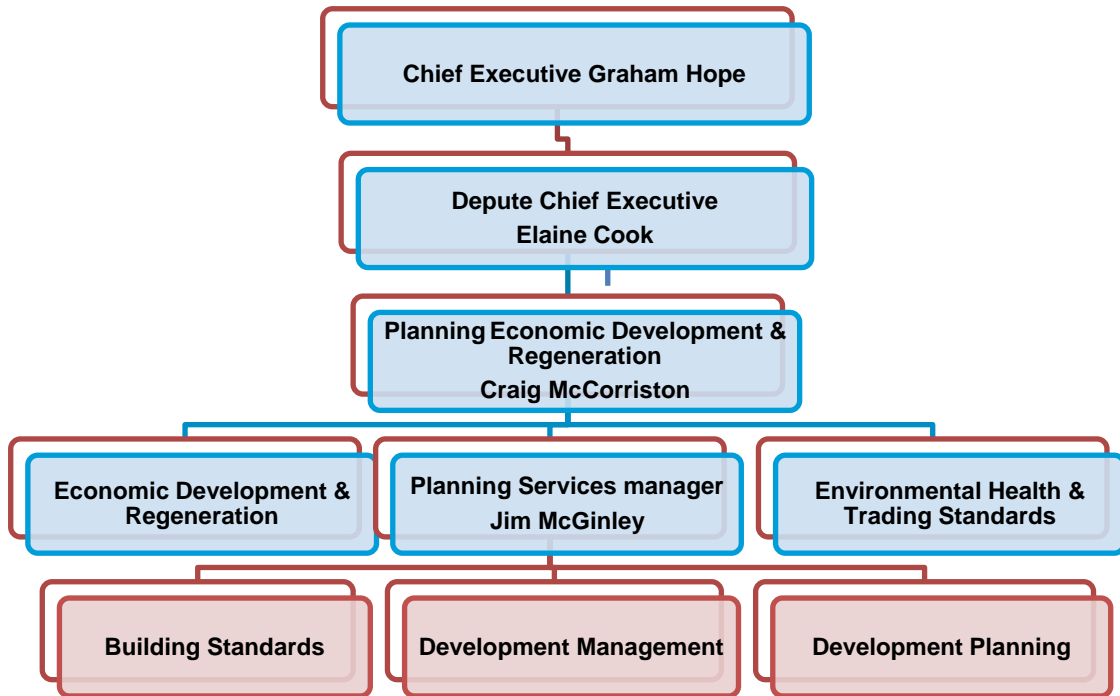 Chief Executive Graham Hope
Depute Chief Executive
Elaine Cook
Planning Economic Development &
Regeneration
Craig McCorriston
Economic Development &
Regeneration
Planning Services manager
Jim McGinley
Environmental Health &
Trading Standards
Building Standards
Development Management
Development Planning